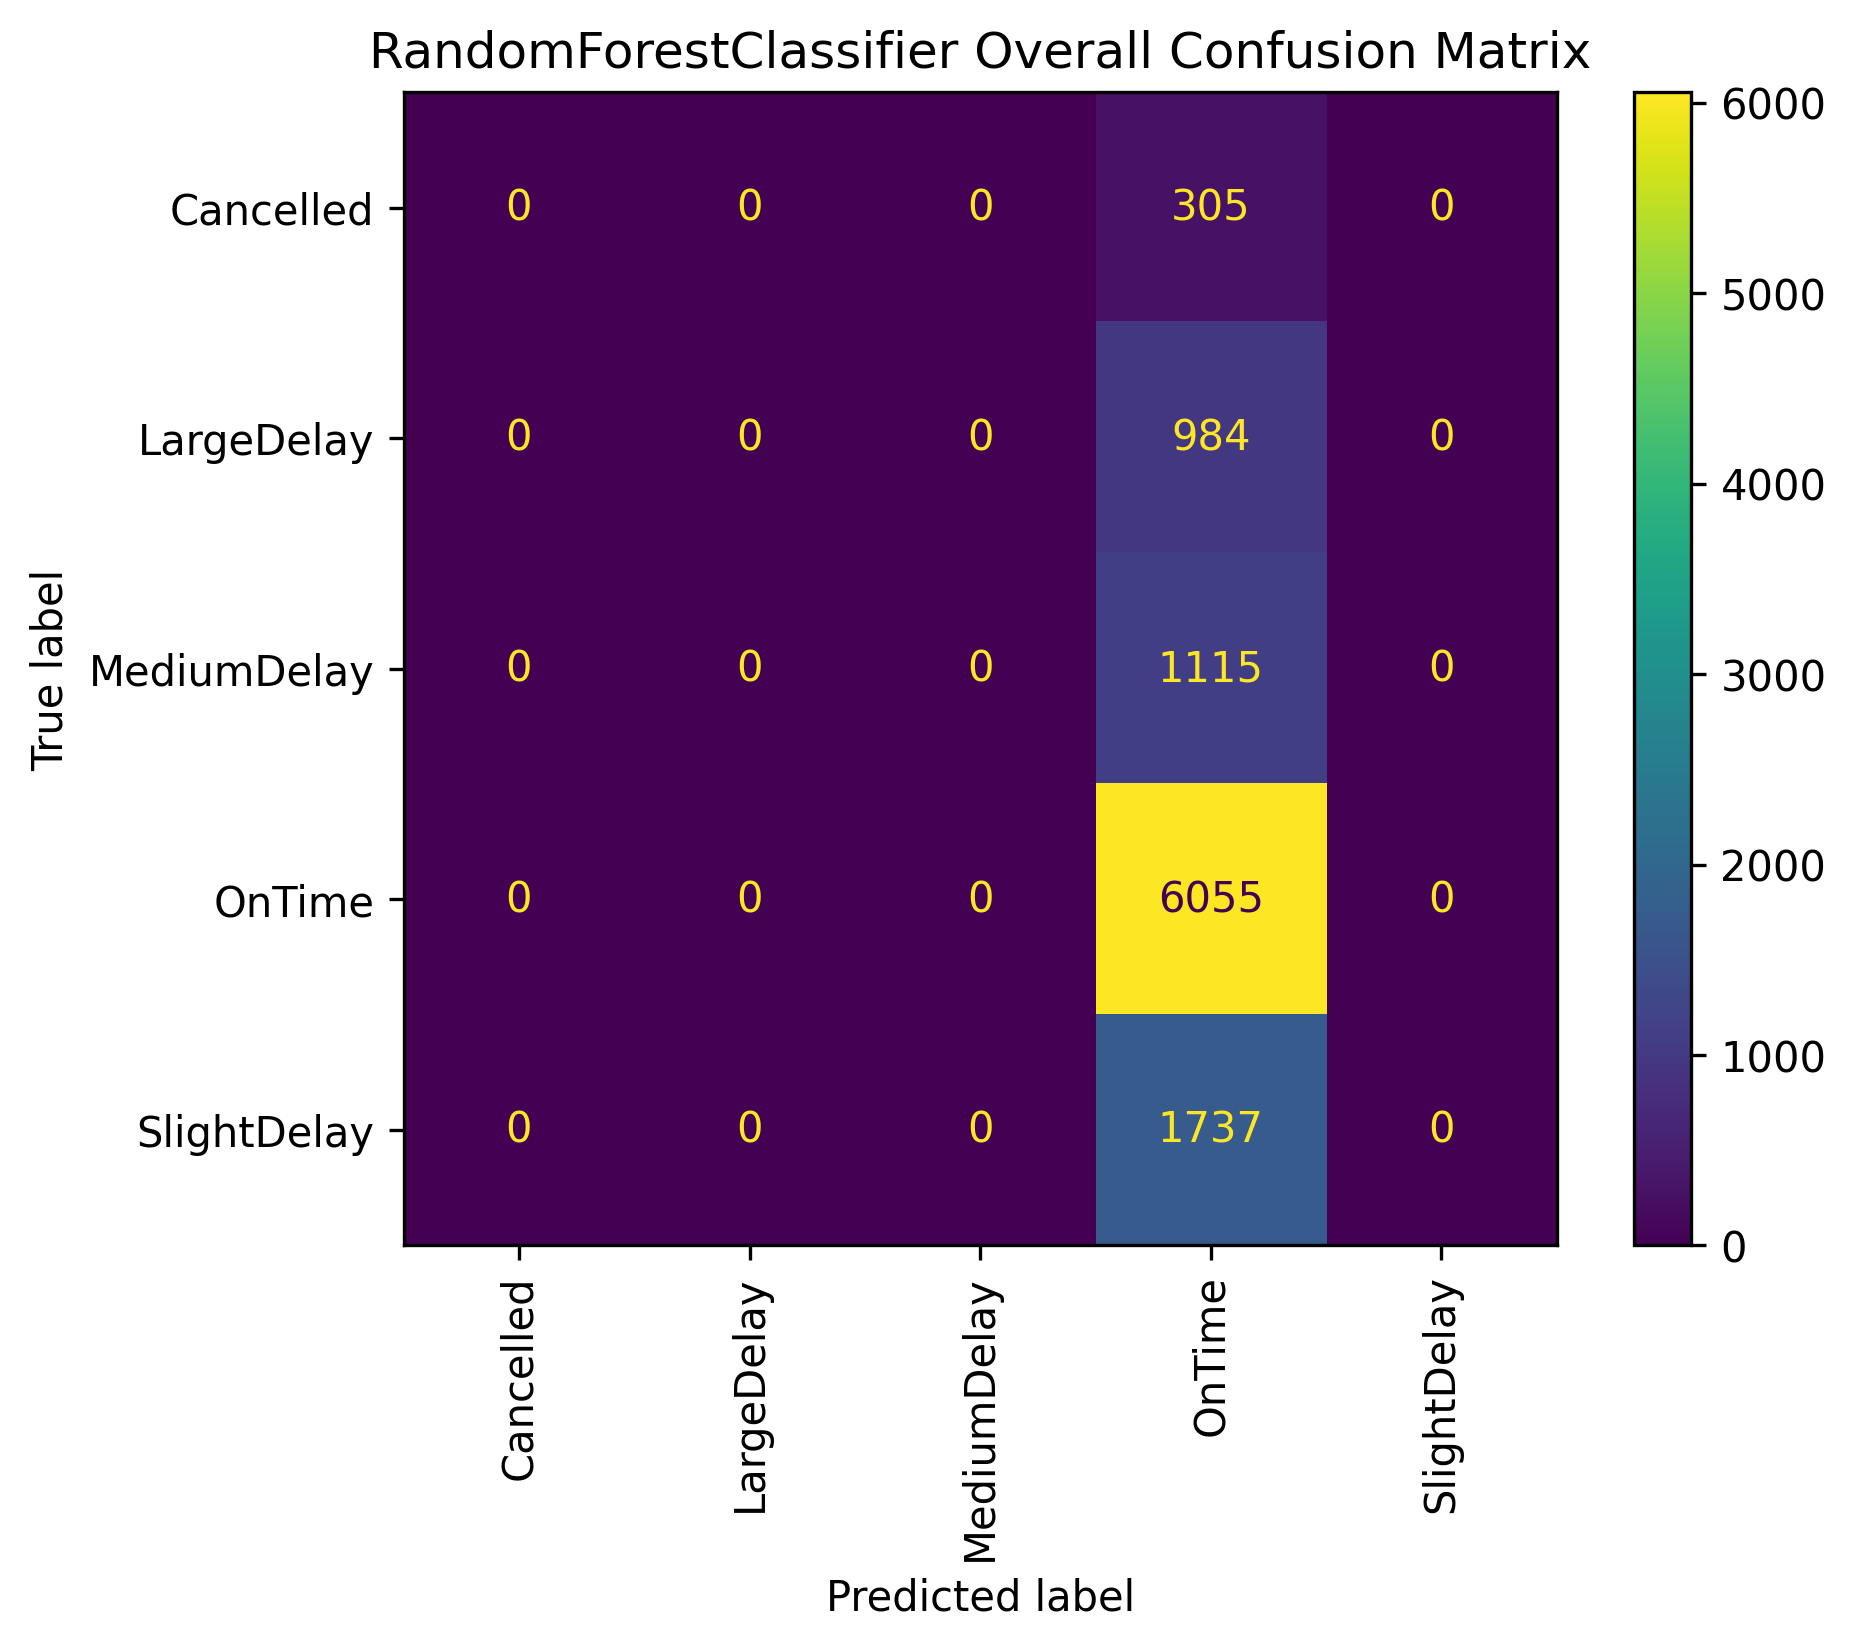 RandomForestClassifier Overall Confusion Matrix
Cancelled 0 0 0 305 0
LargeDelay 0 0 0 984 0
MediumDelay 0 0 0 1115 0
OnTime 0 0 0 6055 0
SlightDelay 0 0 0 1737 0
True label
Cancelled
LargeDelay
MediumDelay
OnTime
SlightDelay
Predicted label
6000
5000
4000
3000
2000
1000
0